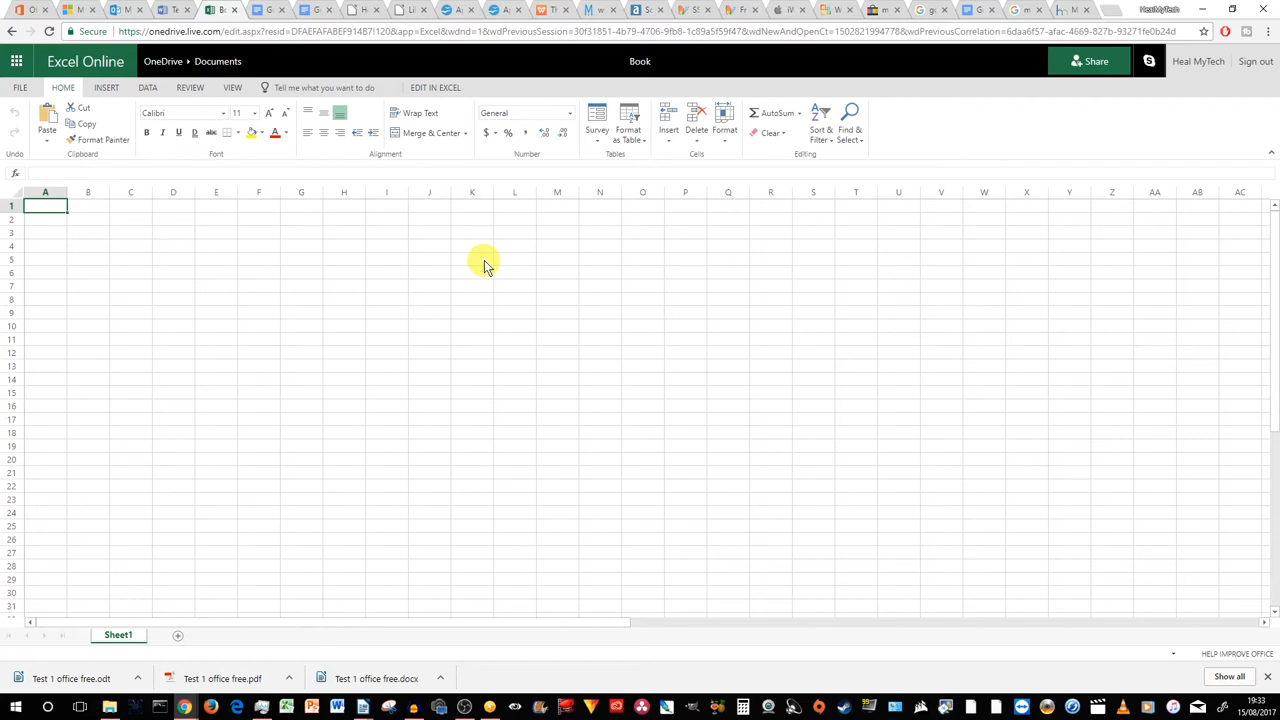 HealMyTech
https://onedrive.live.com/edit.aspx?resid=DFAEFAFABEF914B7!120&app=Excel&wdnd=1&wdPreviousSession=30f31851-4b79-4706-9fb8-1c89a5f59f47&wdNewAndOpenCt=1502821994778&wdPreviousCorrelation=6daa6f57-afac-4669-827b-93271fe0b24d
Excel Online OneDrive ▸ Documents Book Share Heal MyTech Sign out
FILE HOME INSERT DATA REVIEW VIEW Tell me what you want to do EDIT IN EXCEL
Cut
Copy
Format Painter
Paste
Calibri 11
B I U D abc A
Wrap Text
Merge & Center
General
$ % ,
Survey Format as Table
Insert Delete Format
AutoSum
Clear
Sort & Filter Find & Select
Undo Clipboard Font Alignment Number Tables Cells Editing
fx
A B C D E F G H I J K L M N O P Q R S T U V W X Y Z AA AB AC
1
2
3
4
5
6
7
8
9
10
11
12
13
14
15
16
17
18
19
20
21
22
23
24
25
26
27
28
29
30
31
Sheet1
HELP IMPROVE OFFICE
Test 1 office free.odt Test 1 office free.pdf Test 1 office free.docx Show all
19:33
15/08/2017